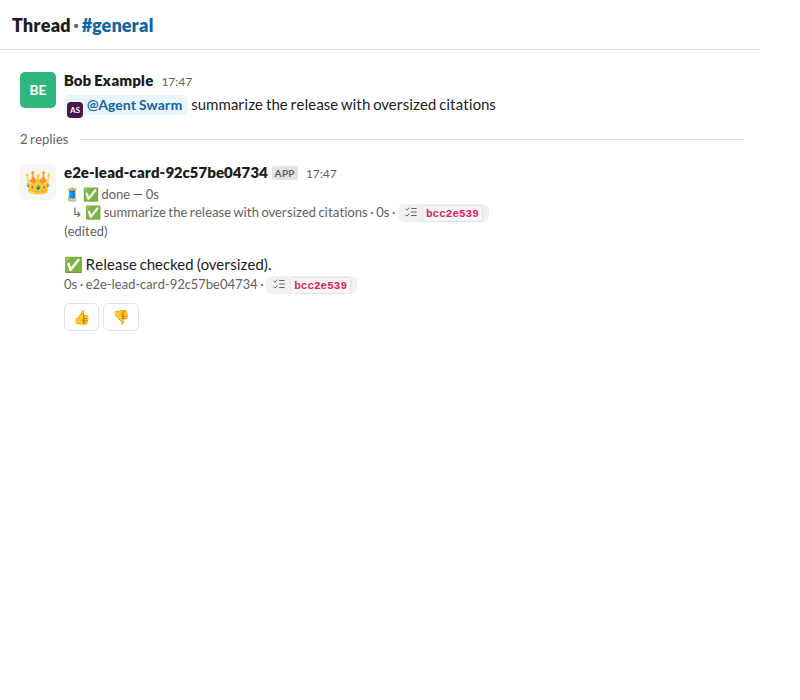 Thread • #general
BE
Bob Example 17:47
AS @Agent Swarm summarize the release with oversized citations
2 replies
e2e-lead-card-92c57be04734 APP 17:47
🧵 ✅ done — 0s
↳ ✅ summarize the release with oversized citations · 0s · bcc2e539
(edited)
✅ Release checked (oversized).
0s · e2e-lead-card-92c57be04734 · bcc2e539
👍 👎